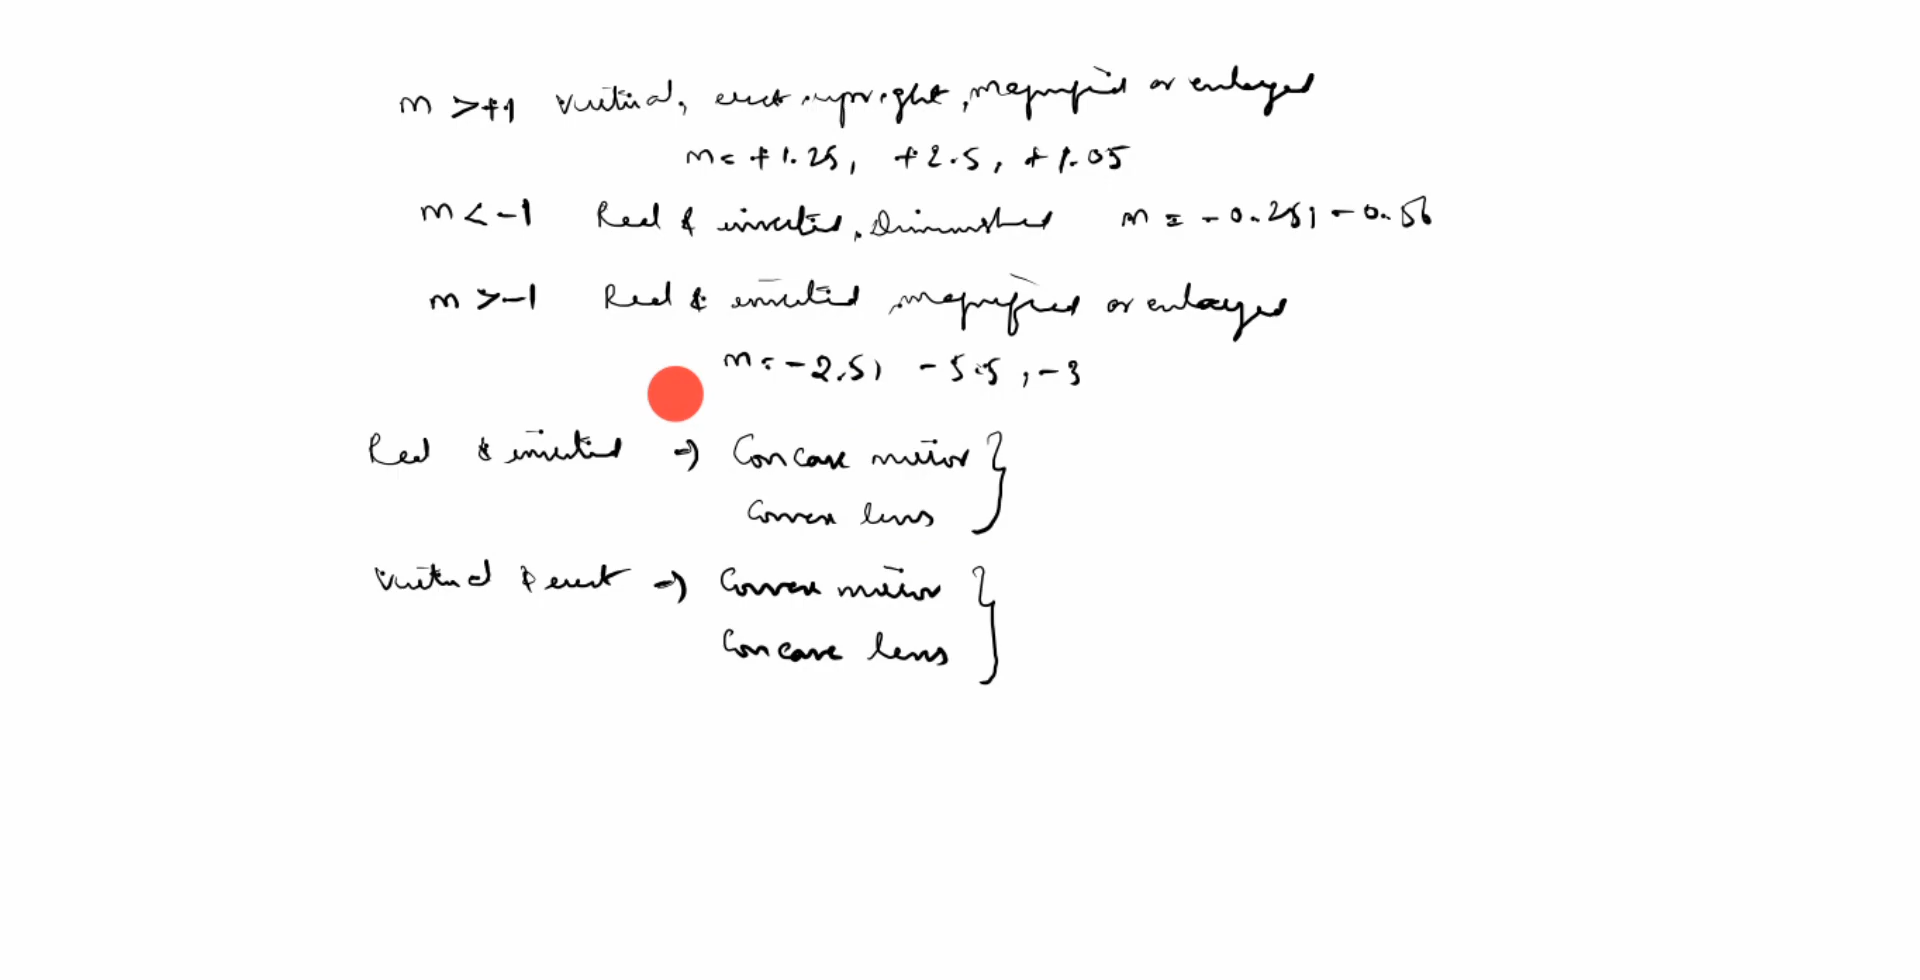 m > +1 virtual, erect, upright, magnified or enlarged
m = +1.25, +2.5, +1.05
m < -1 Real & inverted, Diminished m = -0.25, -0.56
m > -1 Real & inverted, magnified or enlarged
m = -2.5, -5.5, -3
Real & inverted => Concave mirror
Convex lens
Virtual & erect => Convex mirror
Concave lens